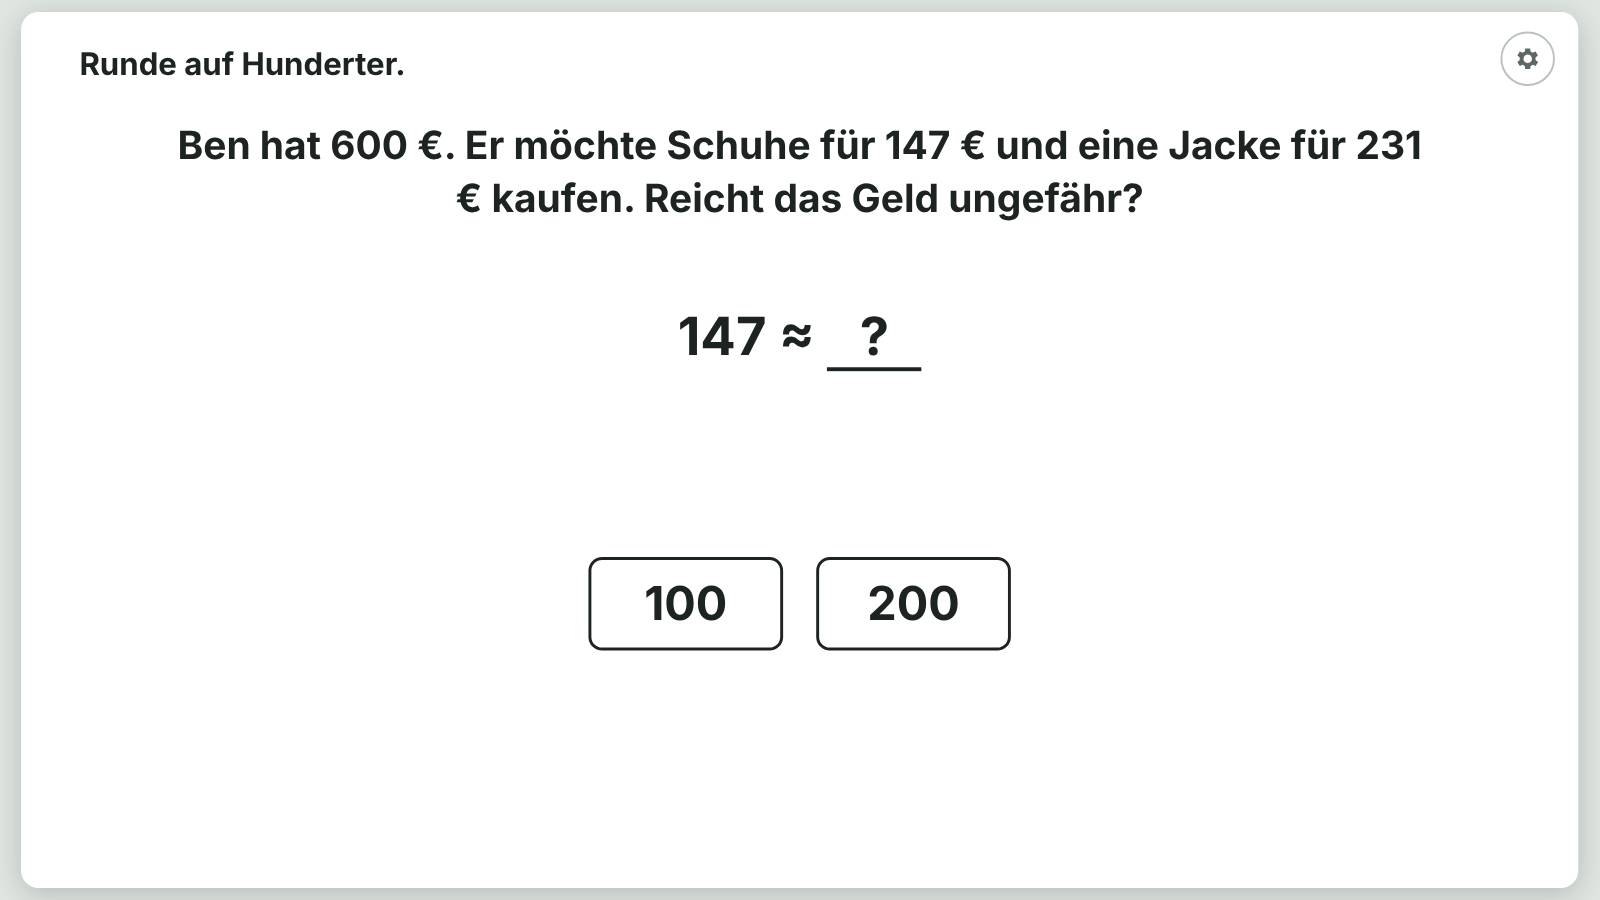 Runde auf Hunderter.
Ben hat 600 €. Er möchte Schuhe für 147 € und eine Jacke für 231
€ kaufen. Reicht das Geld ungefähr?
147 ≈ ?
100 200